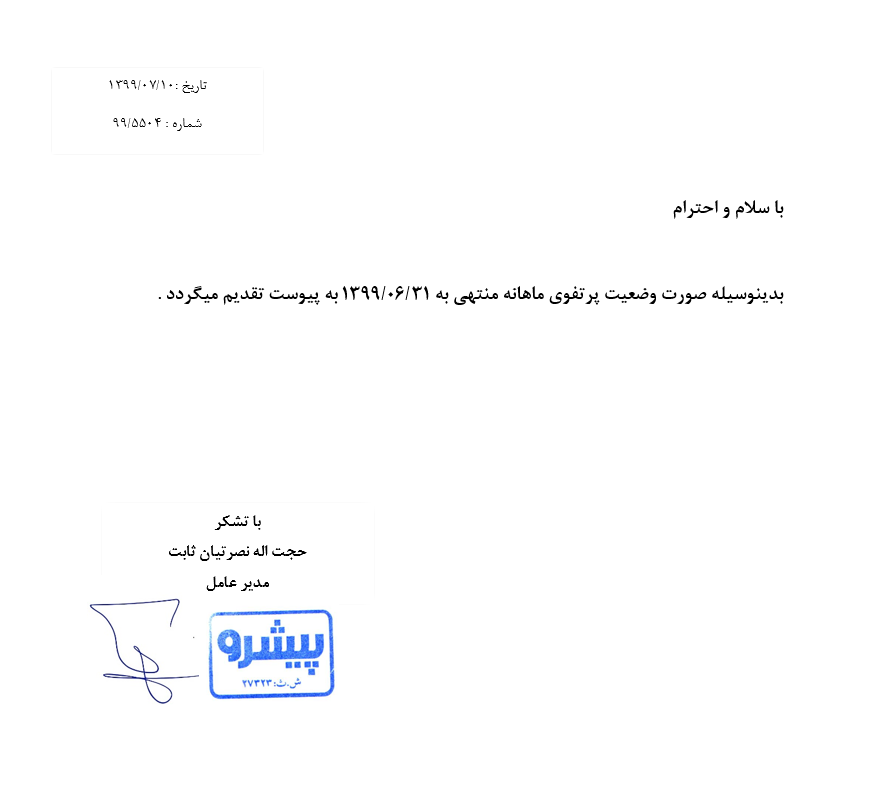 تاریخ :۱۳۹۹/۰۷/۱۰
شماره : ۹۹/۵۵۰۴
با سلام و احترام
بدینوسیله صورت وضعیت پرتفوی ماهانه منتهی به ۱۳۹۹/۰۶/۳۱ به پیوست تقدیم میگردد .
با تشکر
حجت اله نصرتیان ثابت
مدیر عامل
پیشرو
ش.ث: ۲۷۳۲۳